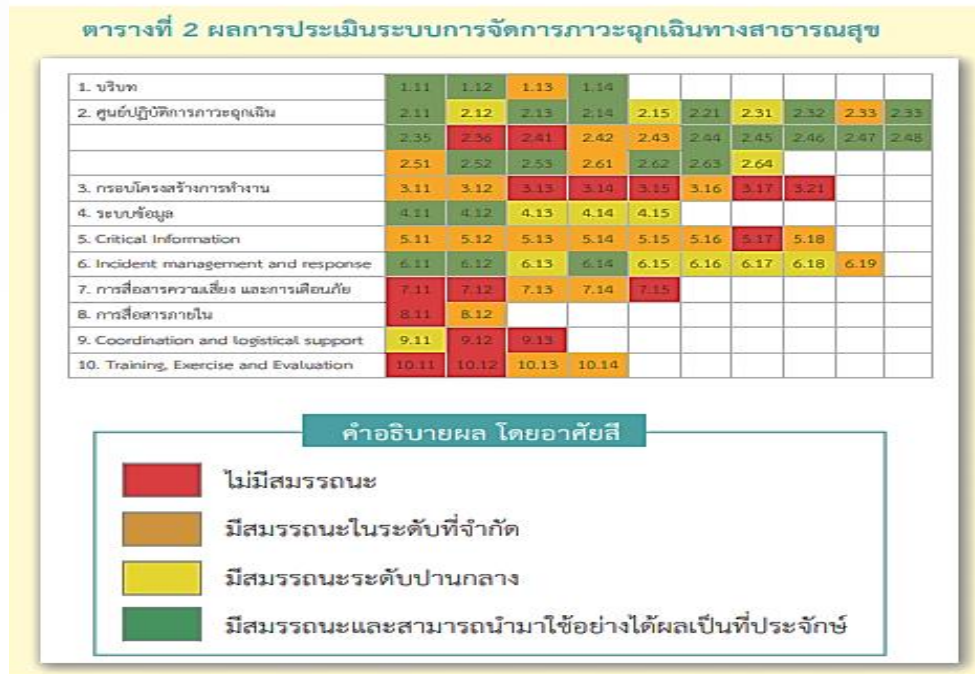 ตารางที่ 2 ผลการประเมินระบบการจัดการภาวะฉุกเฉินทางสาธารณสุข
1. บริบท 1.11 1.12 1.13 1.14
2. ศูนย์ปฏิบัติการภาวะฉุกเฉิน 2.11 2.12 2.13 2.14 2.15 2.21 2.31 2.32 2.33 2.33
2.35 2.36 2.41 2.42 2.43 2.44 2.45 2.46 2.47 2.48
2.51 2.52 2.53 2.61 2.62 2.63 2.64
3. กรอบโครงสร้างการทำงาน 3.11 3.12 3.13 3.14 3.15 3.16 3.17 3.21
4. ระบบข้อมูล 4.11 4.12 4.13 4.14 4.15
5. Critical Information 5.11 5.12 5.13 5.14 5.15 5.16 5.17 5.18
6. Incident management and response 6.11 6.12 6.13 6.14 6.15 6.16 6.17 6.18 6.19
7. การสื่อสารความเสี่ยง และการเตือนภัย 7.11 7.12 7.13 7.14 7.15
8. การสื่อสารภายใน 8.11 8.12
9. Coordination and logistical support 9.11 9.12 9.13
10. Training, Exercise and Evaluation 10.11 10.12 10.13 10.14
คำอธิบายผล โดยอาศัยสี
ไม่มีสมรรถนะ
มีสมรรถนะในระดับที่จำกัด
มีสมรรถนะระดับปานกลาง
มีสมรรถนะและสามารถนำมาใช้อย่างได้ผลเป็นที่ประจักษ์